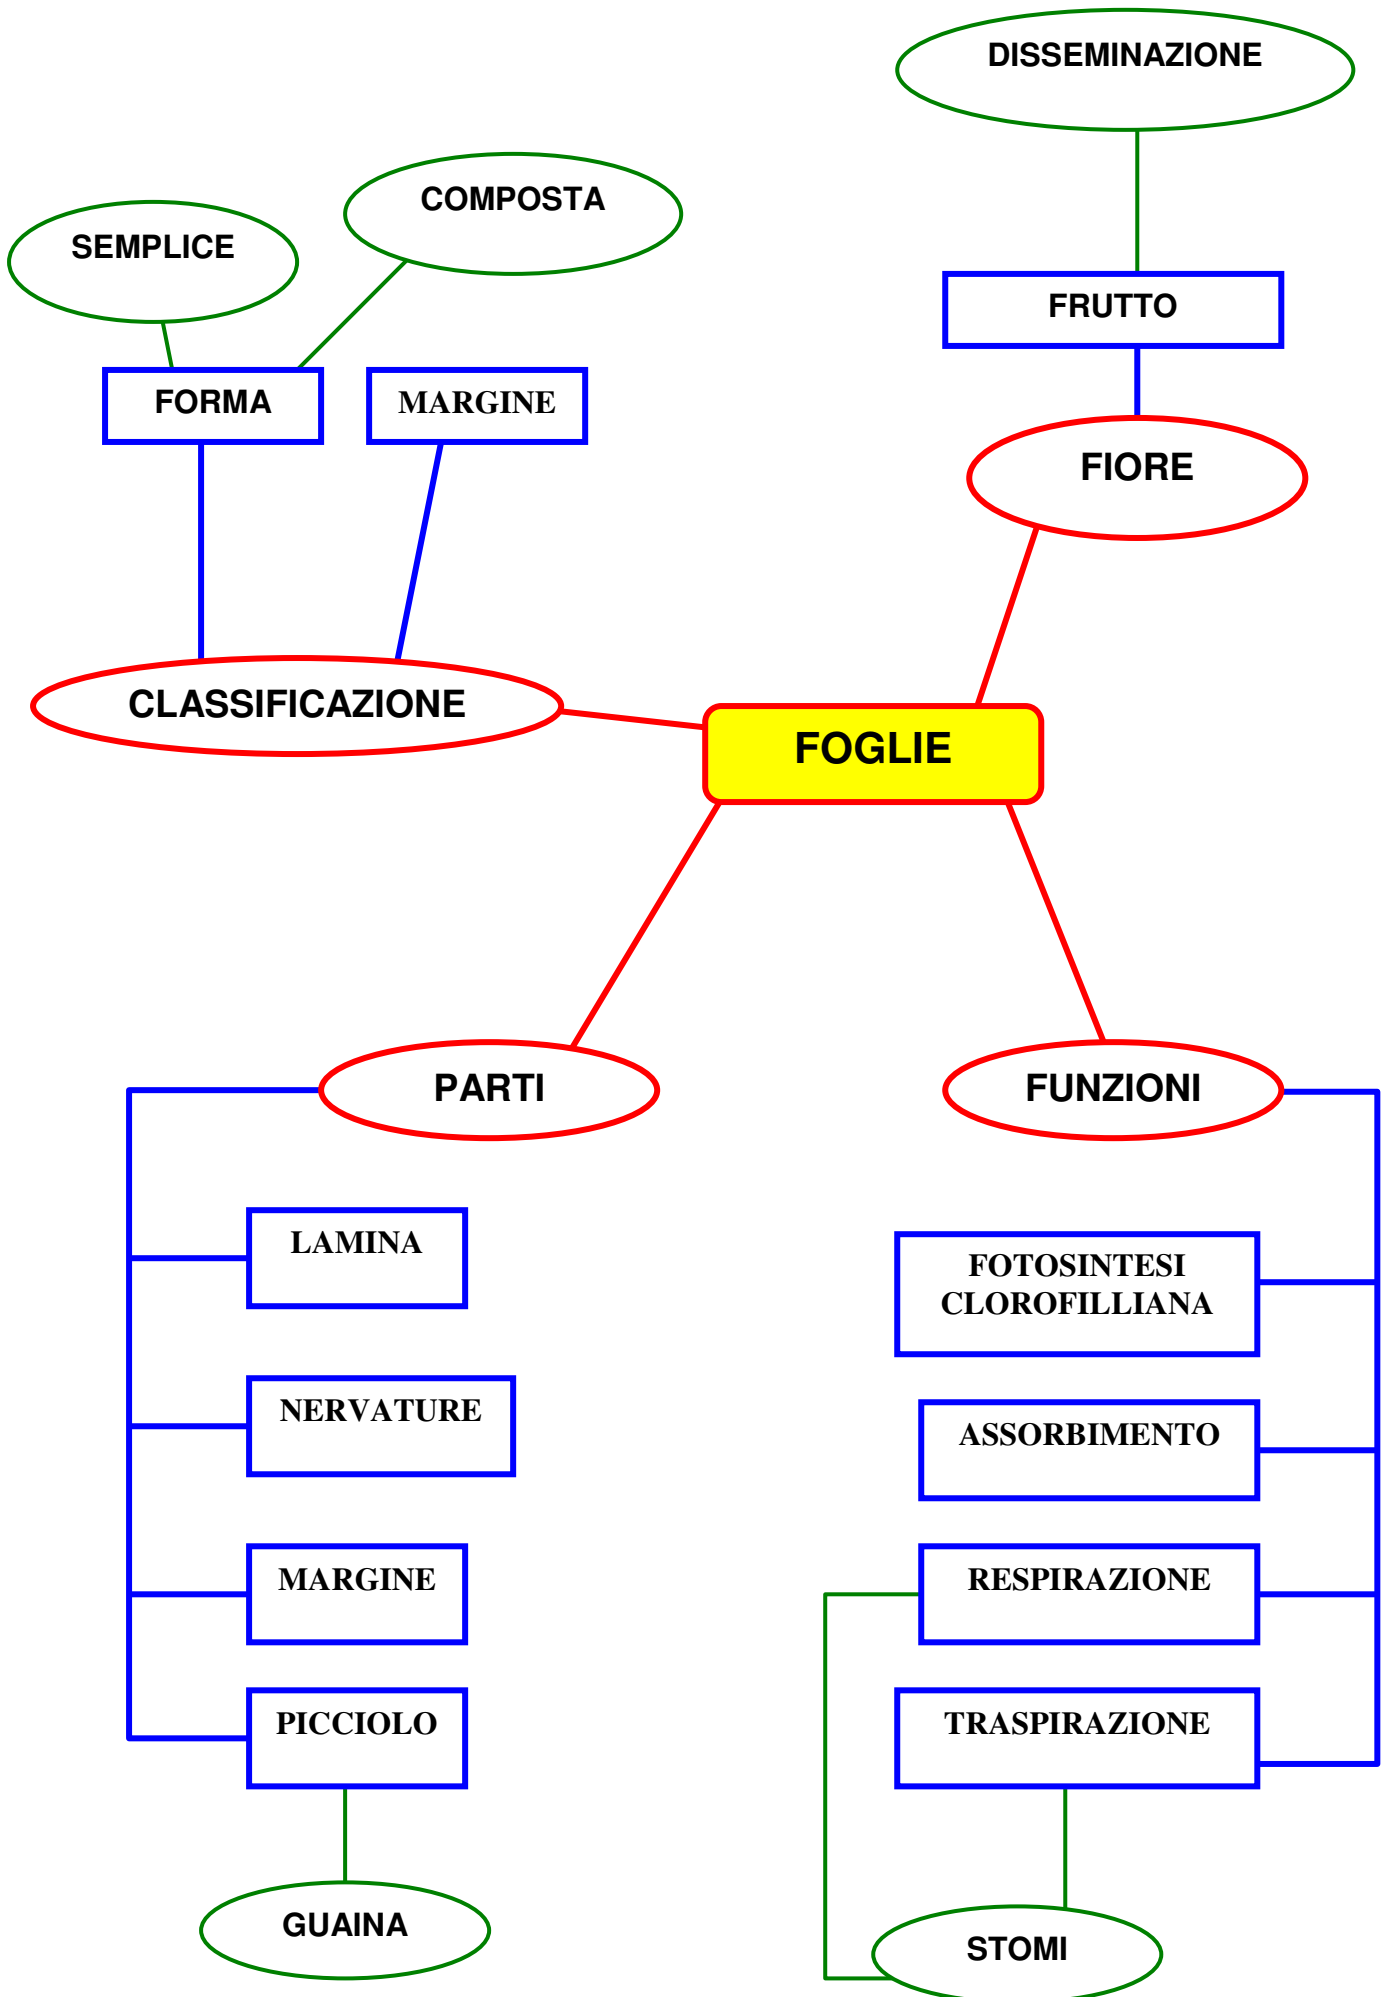 DISSEMINAZIONE
COMPOSTA
SEMPLICE
FRUTTO
FORMA
MARGINE
FIORE
CLASSIFICAZIONE
FOGLIE
PARTI
FUNZIONI
LAMINA
FOTOSINTESI
CLOROFILLIANA
NERVATURE
ASSORBIMENTO
MARGINE
RESPIRAZIONE
PICCIOLO
TRASPIRAZIONE
GUAINA
STOMI